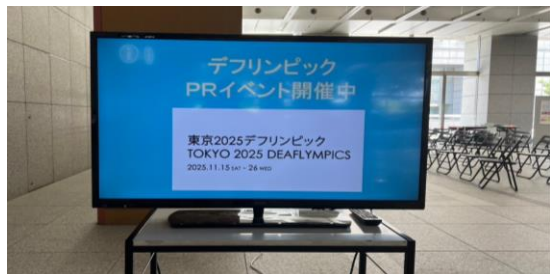 デフリンピック
PRイベント開催中
東京2025デフリンピック
TOKYO 2025 DEAFLYMPICS
2025.11.15 SAT - 26 WED